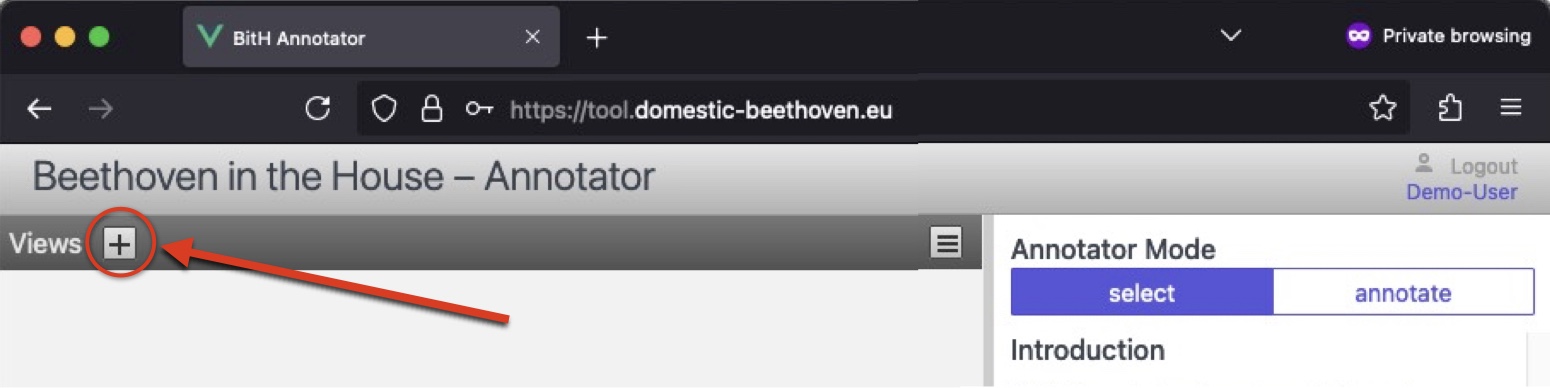 BitH Annotator
Private browsing
https://tool.domestic-beethoven.eu
Beethoven in the House – Annotator
Logout
Demo-User
Views
Annotator Mode
select
annotate
Introduction